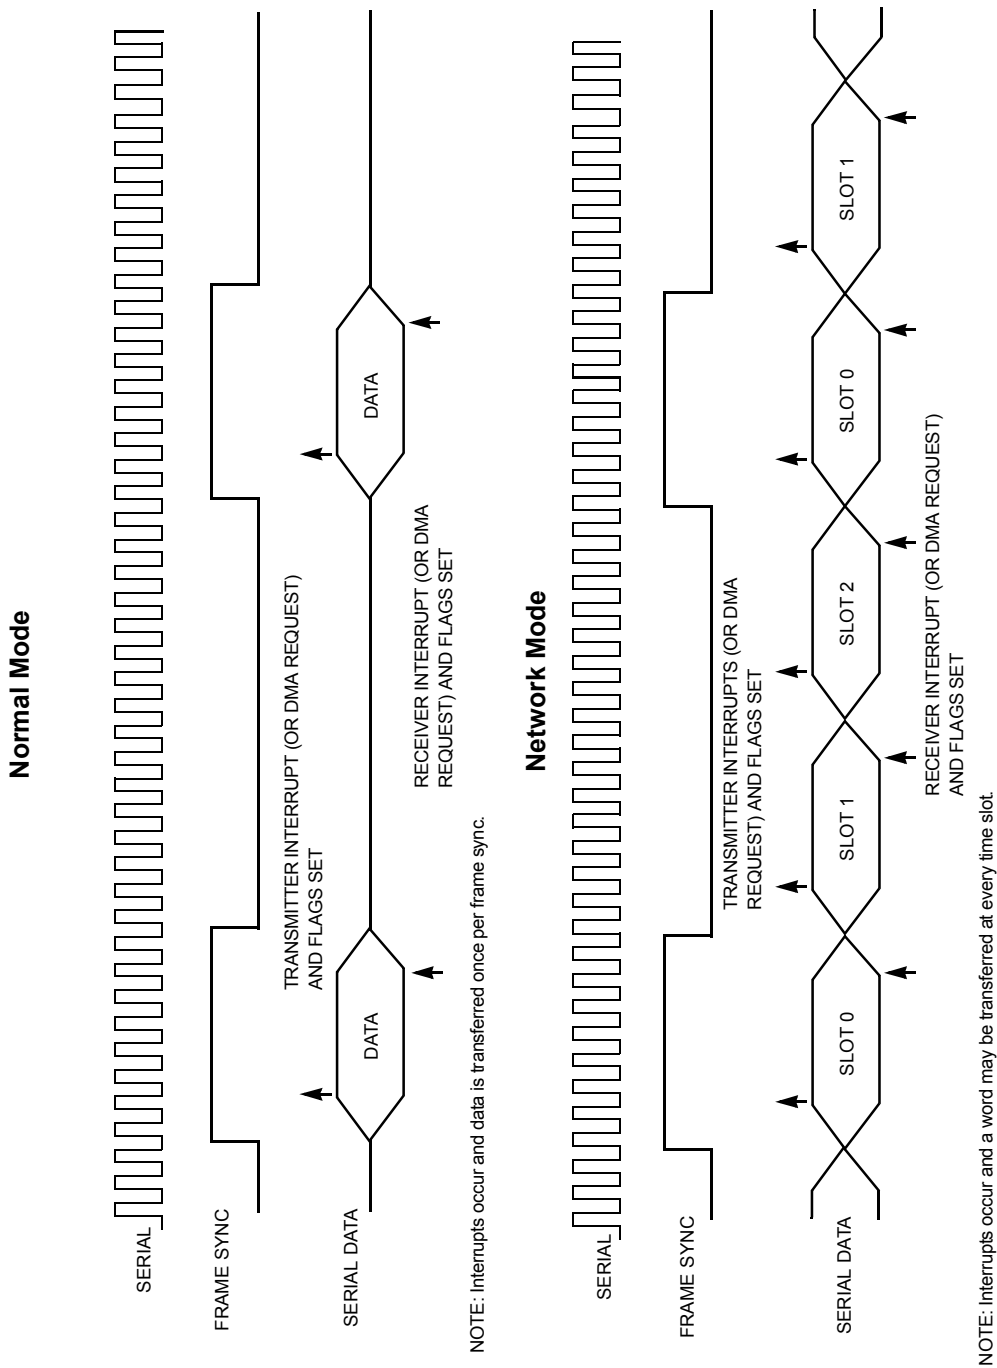 Normal Mode
SERIAL
FRAME SYNC
TRANSMITTER INTERRUPT (OR DMA REQUEST)
AND FLAGS SET
SERIAL DATA
DATA
DATA
RECEIVER INTERRUPT (OR DMA
REQUEST) AND FLAGS SET
NOTE: Interrupts occur and data is transferred once per frame sync.
Network Mode
SERIAL
FRAME SYNC
TRANSMITTER INTERRUPTS (OR DMA
REQUEST) AND FLAGS SET
SERIAL DATA
SLOT 0
SLOT 1
SLOT 2
SLOT 0
SLOT 1
RECEIVER INTERRUPT (OR DMA REQUEST)
AND FLAGS SET
NOTE: Interrupts occur and a word may be transferred at every time slot.